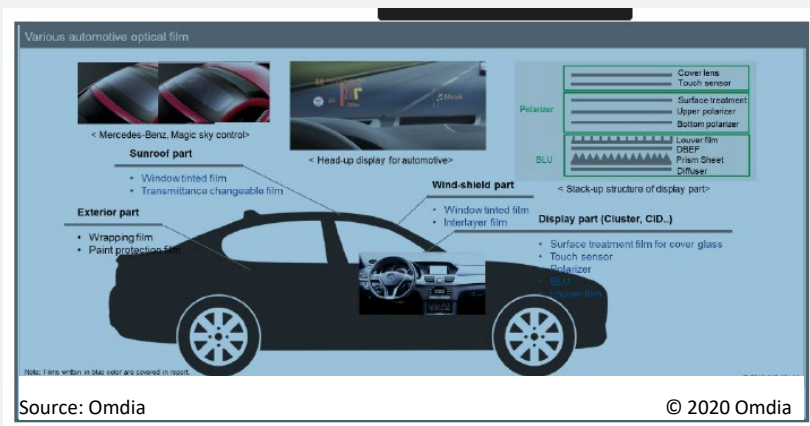 Various automotive optical film
< Mercedes-Benz, Magic sky control>
< Head-up display for automotive>
Polarizer
BLU
Cover lens
Touch sensor
Surface treatment
Upper polarizer
Bottom polarizer
Louver film
DBEF
Prism Sheet
Diffuser
< Stack-up structure of display part>
Sunroof part
• Window tinted film
• Transmittance changeable film
Exterior part
• Wrapping film
• Paint protection film
Wind-shield part
• Window tinted film
• Interlayer film
Display part (Cluster, CID..)
• Surface treatment film for cover glass
• Touch sensor
• Polarizer
• BLU
• Louver film
Note: Films written in blue color are covered in report.
Source: Omdia
© 2020 Omdia